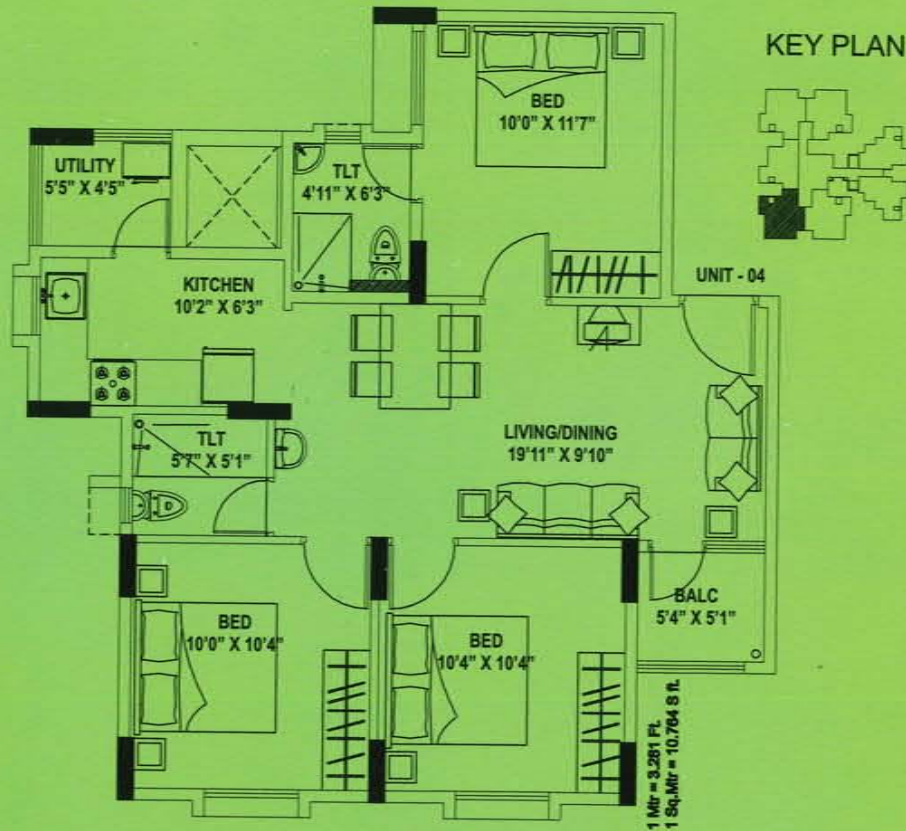 KEY PLAN
BED
10'0" X 11'7"
UTILITY
5'5" X 4'5"
TLT
4'11" X 6'3"
KITCHEN
10'2" X 6'3"
UNIT - 04
TLT
5'7" X 5'1"
LIVING/DINING
19'11" X 9'10"
BED
10'0" X 10'4"
BED
10'4" X 10'4"
BALC
5'4" X 5'1"
1 Mtr = 3.281 Ft.
1 Sq.Mtr = 10.764 S ft.